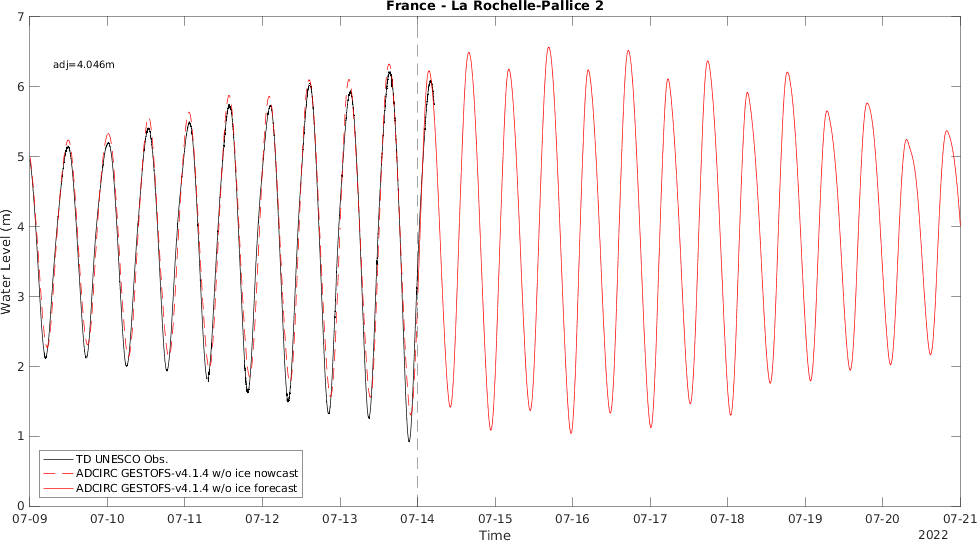 France - La Rochelle-Pallice 2
7
adj=4.046m
6
5
4
Water Level (m)
3
2
1
TD UNESCO Obs.
ADCIRC GESTOFS-v4.1.4 w/o ice nowcast
ADCIRC GESTOFS-v4.1.4 w/o ice forecast
0
07-09 07-10 07-11 07-12 07-13 07-14 07-15 07-16 07-17 07-18 07-19 07-20 07-21
Time
2022